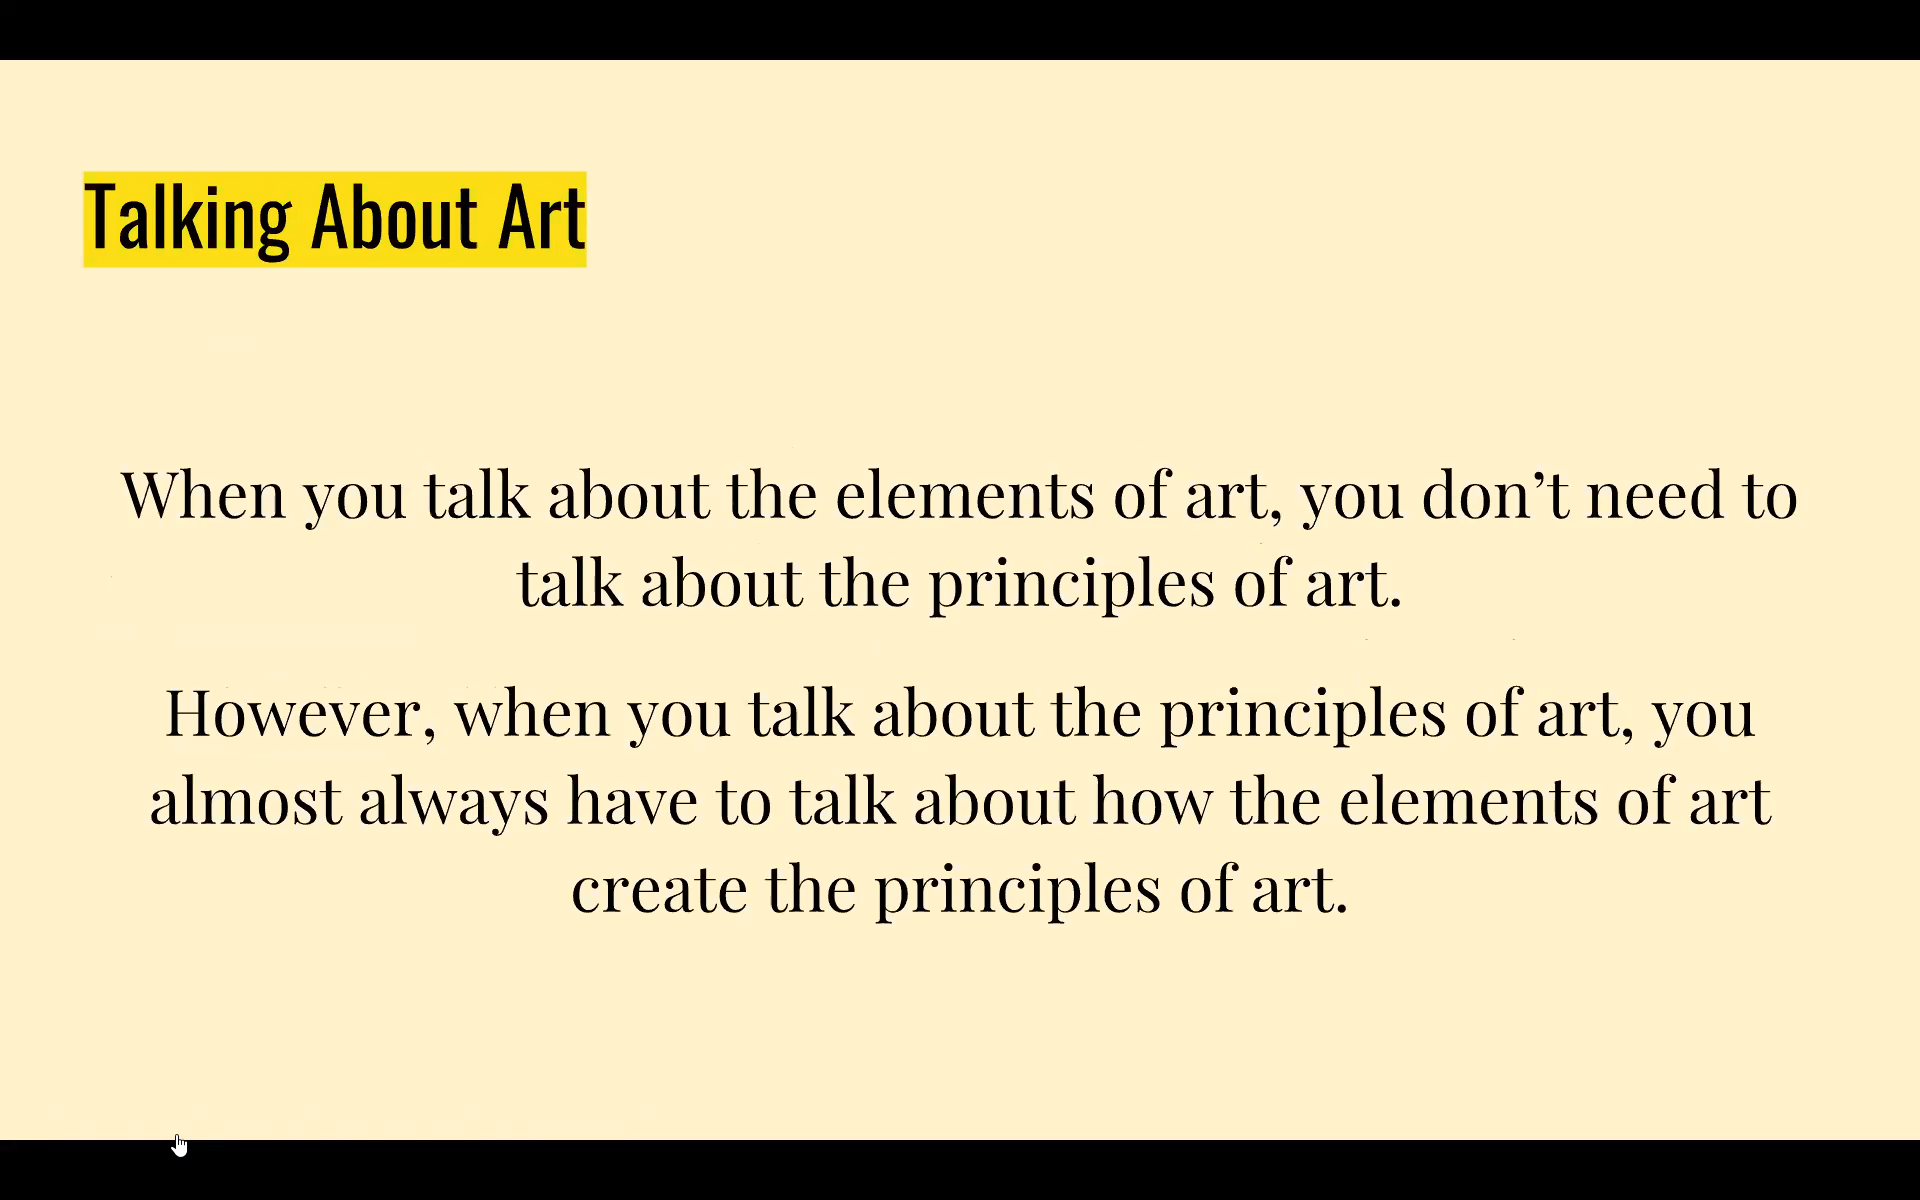 Talking About Art
When you talk about the elements of art, you don’t need to
talk about the principles of art.
However, when you talk about the principles of art, you
almost always have to talk about how the elements of art
create the principles of art.